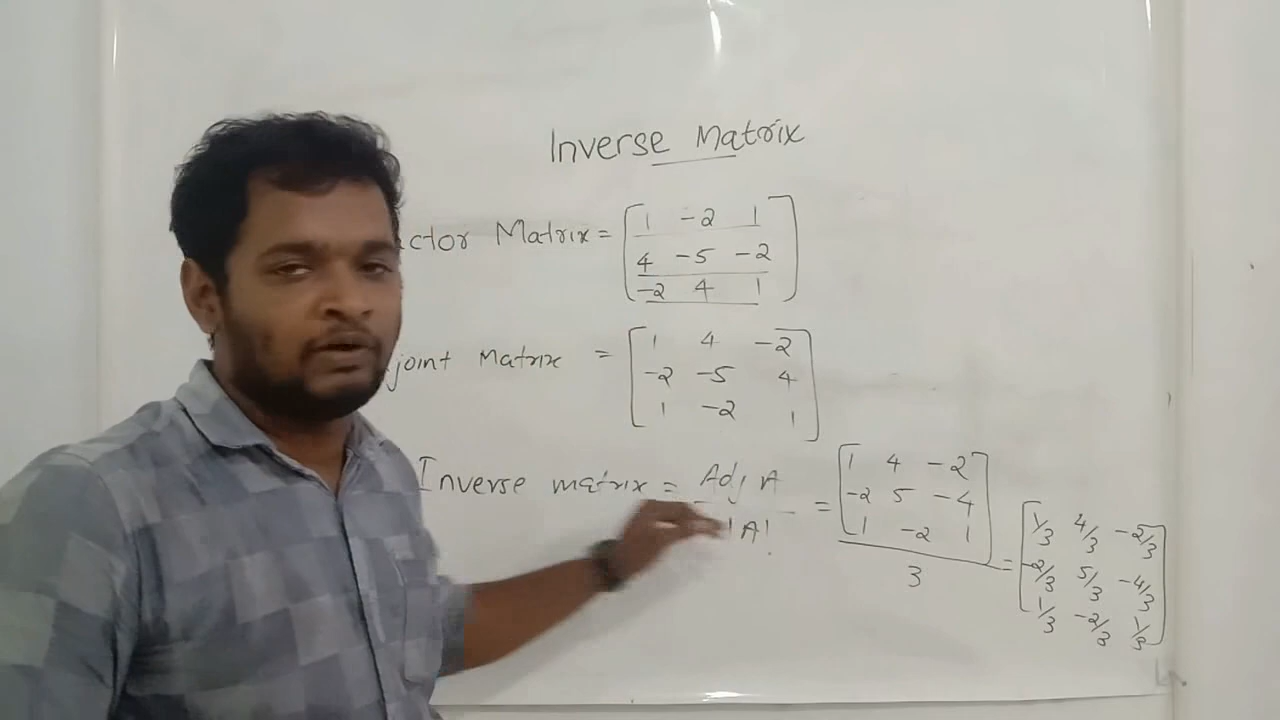 Inverse Matrix
ctor Matrix = [ 1 -2 1
4 -5 -2
-2 4 1 ]
joint Matrix = [ 1 4 -2
-2 -5 4
1 -2 1 ]
Inverse matrix = Adj A / |A| = [ 1 4 -2
-2 5 -4
1 -2 1 ] / 3 = [ 1/3 4/3 -2/3
-2/3 5/3 -4/3
1/3 -2/3 1/3 ]